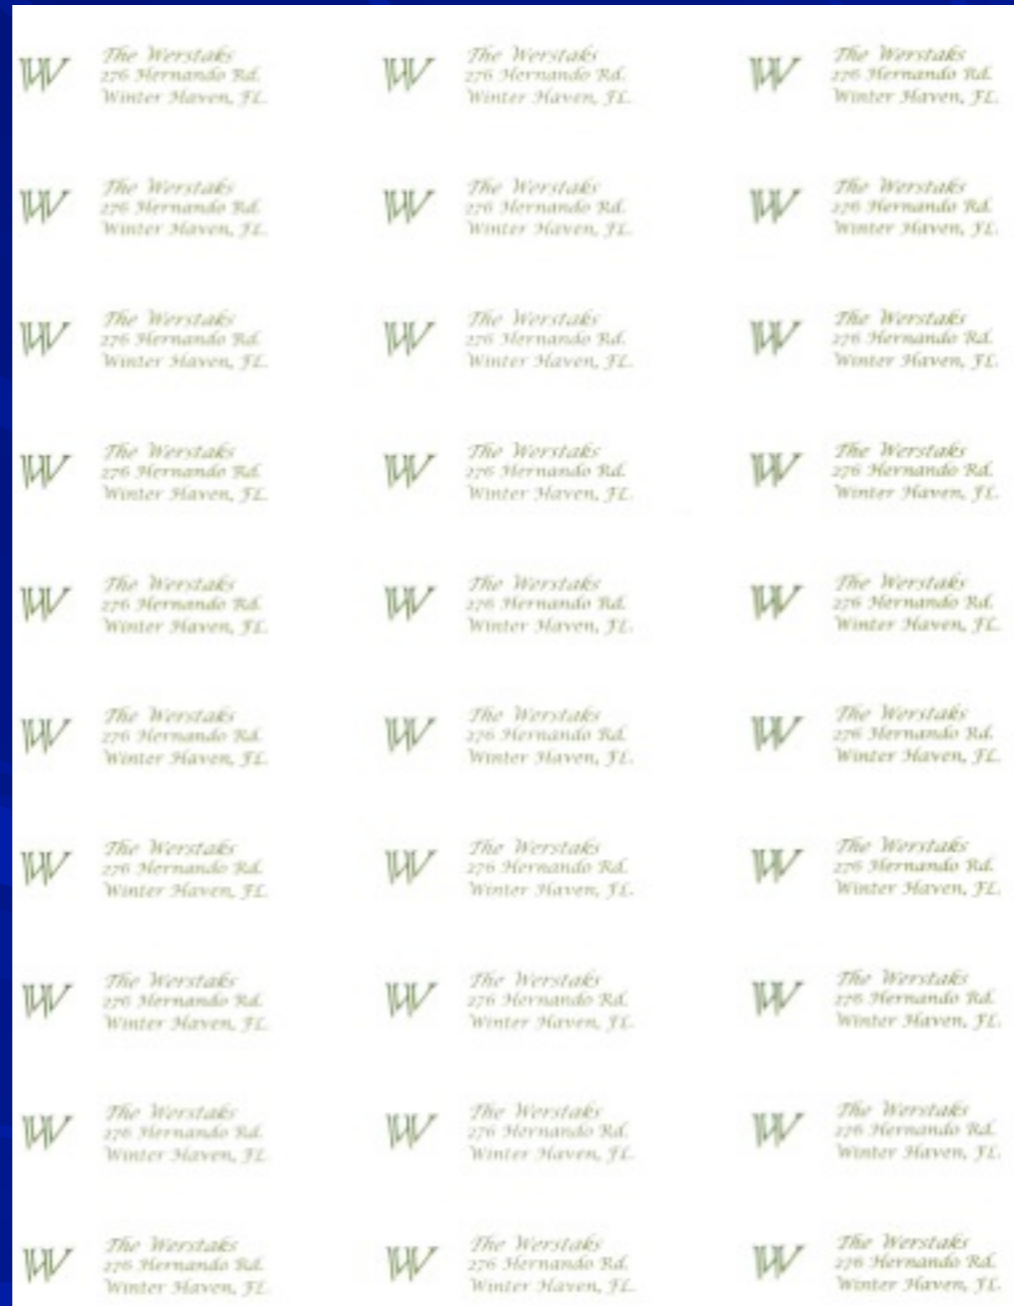 W The Werstaks W The Werstaks W The Werstaks
276 Hernando Rd. 276 Hernando Rd. 276 Hernando Rd.
Winter Haven, FL. Winter Haven, FL. Winter Haven, FL.
W The Werstaks W The Werstaks W The Werstaks
276 Hernando Rd. 276 Hernando Rd. 276 Hernando Rd.
Winter Haven, FL. Winter Haven, FL. Winter Haven, FL.
W The Werstaks W The Werstaks W The Werstaks
276 Hernando Rd. 276 Hernando Rd. 276 Hernando Rd.
Winter Haven, FL. Winter Haven, FL. Winter Haven, FL.
W The Werstaks W The Werstaks W The Werstaks
276 Hernando Rd. 276 Hernando Rd. 276 Hernando Rd.
Winter Haven, FL. Winter Haven, FL. Winter Haven, FL.
W The Werstaks W The Werstaks W The Werstaks
276 Hernando Rd. 276 Hernando Rd. 276 Hernando Rd.
Winter Haven, FL. Winter Haven, FL. Winter Haven, FL.
W The Werstaks W The Werstaks W The Werstaks
276 Hernando Rd. 276 Hernando Rd. 276 Hernando Rd.
Winter Haven, FL. Winter Haven, FL. Winter Haven, FL.
W The Werstaks W The Werstaks W The Werstaks
276 Hernando Rd. 276 Hernando Rd. 276 Hernando Rd.
Winter Haven, FL. Winter Haven, FL. Winter Haven, FL.
W The Werstaks W The Werstaks W The Werstaks
276 Hernando Rd. 276 Hernando Rd. 276 Hernando Rd.
Winter Haven, FL. Winter Haven, FL. Winter Haven, FL.
W The Werstaks W The Werstaks W The Werstaks
276 Hernando Rd. 276 Hernando Rd. 276 Hernando Rd.
Winter Haven, FL. Winter Haven, FL. Winter Haven, FL.
W The Werstaks W The Werstaks W The Werstaks
276 Hernando Rd. 276 Hernando Rd. 276 Hernando Rd.
Winter Haven, FL. Winter Haven, FL. Winter Haven, FL.